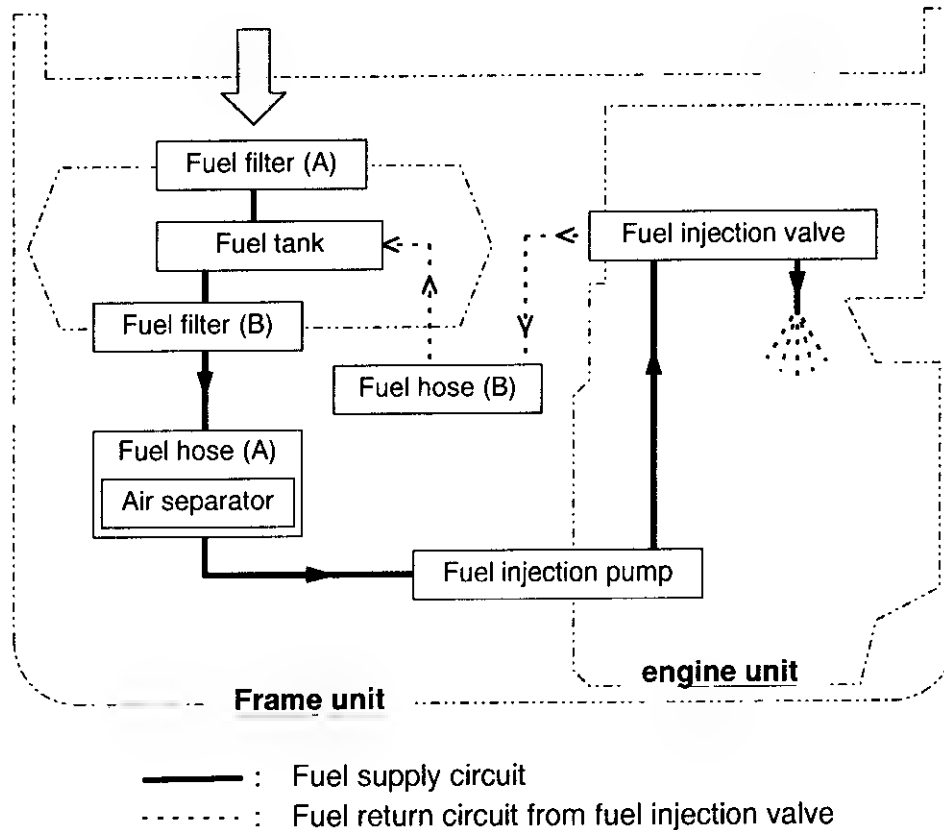 Fuel filter (A)
Fuel tank
Fuel injection valve
Fuel filter (B)
Fuel hose (B)
Fuel hose (A)
Air separator
Fuel injection pump
engine unit
Frame unit
: Fuel supply circuit
: Fuel return circuit from fuel injection valve